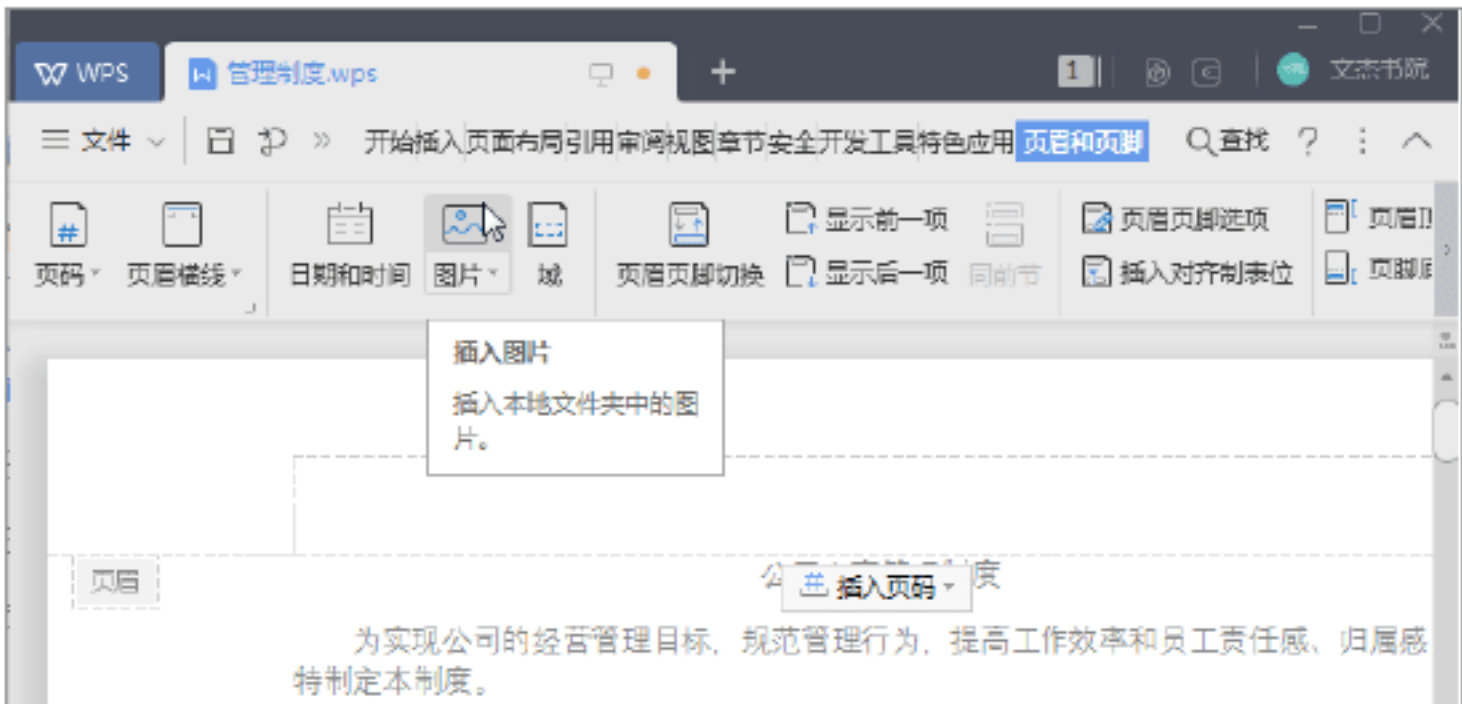 WPS 管理制度.wps + 1 文杰书院
文件 开始 插入 页面布局 引用 审阅 视图 章节 安全 开发工具 特色应用 页眉和页脚 查找 ?
显示前一项 页眉页脚选项 页眉顶
页码 页眉横线 日期和时间 图片 域 页眉页脚切换 显示后一项 同前节 插入对齐制表位 页脚底
插入图片
插入本地文件夹中的图
片。
页眉 公 度
插入页码
为实现公司的经营管理目标，规范管理行为，提高工作效率和员工责任感、归属感
特制定本制度。